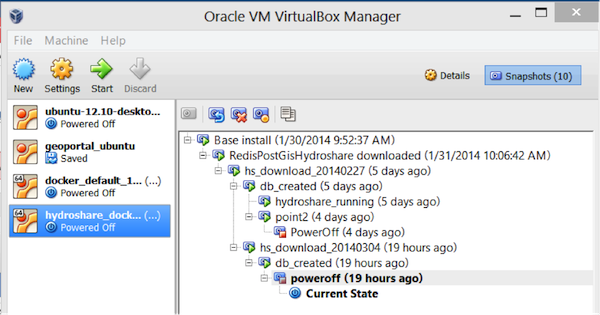 Oracle VM VirtualBox Manager
File Machine Help
New Settings Start Discard
Details
Snapshots (10)
ubuntu-12.10-deskto...
Powered Off
geoportal_ubuntu
Saved
docker_default_1... (...)
Powered Off
hydroshare_dock... (...)
Powered Off
Base install (1/30/2014 9:52:37 AM)
RedisPostGisHydroshare downloaded (1/31/2014 10:06:42 AM)
hs_download_20140227 (5 days ago)
db_created (5 days ago)
hydroshare_running (5 days ago)
point2 (4 days ago)
PowerOff (4 days ago)
hs_download_20140304 (19 hours ago)
db_created (19 hours ago)
poweroff (19 hours ago)
Current State